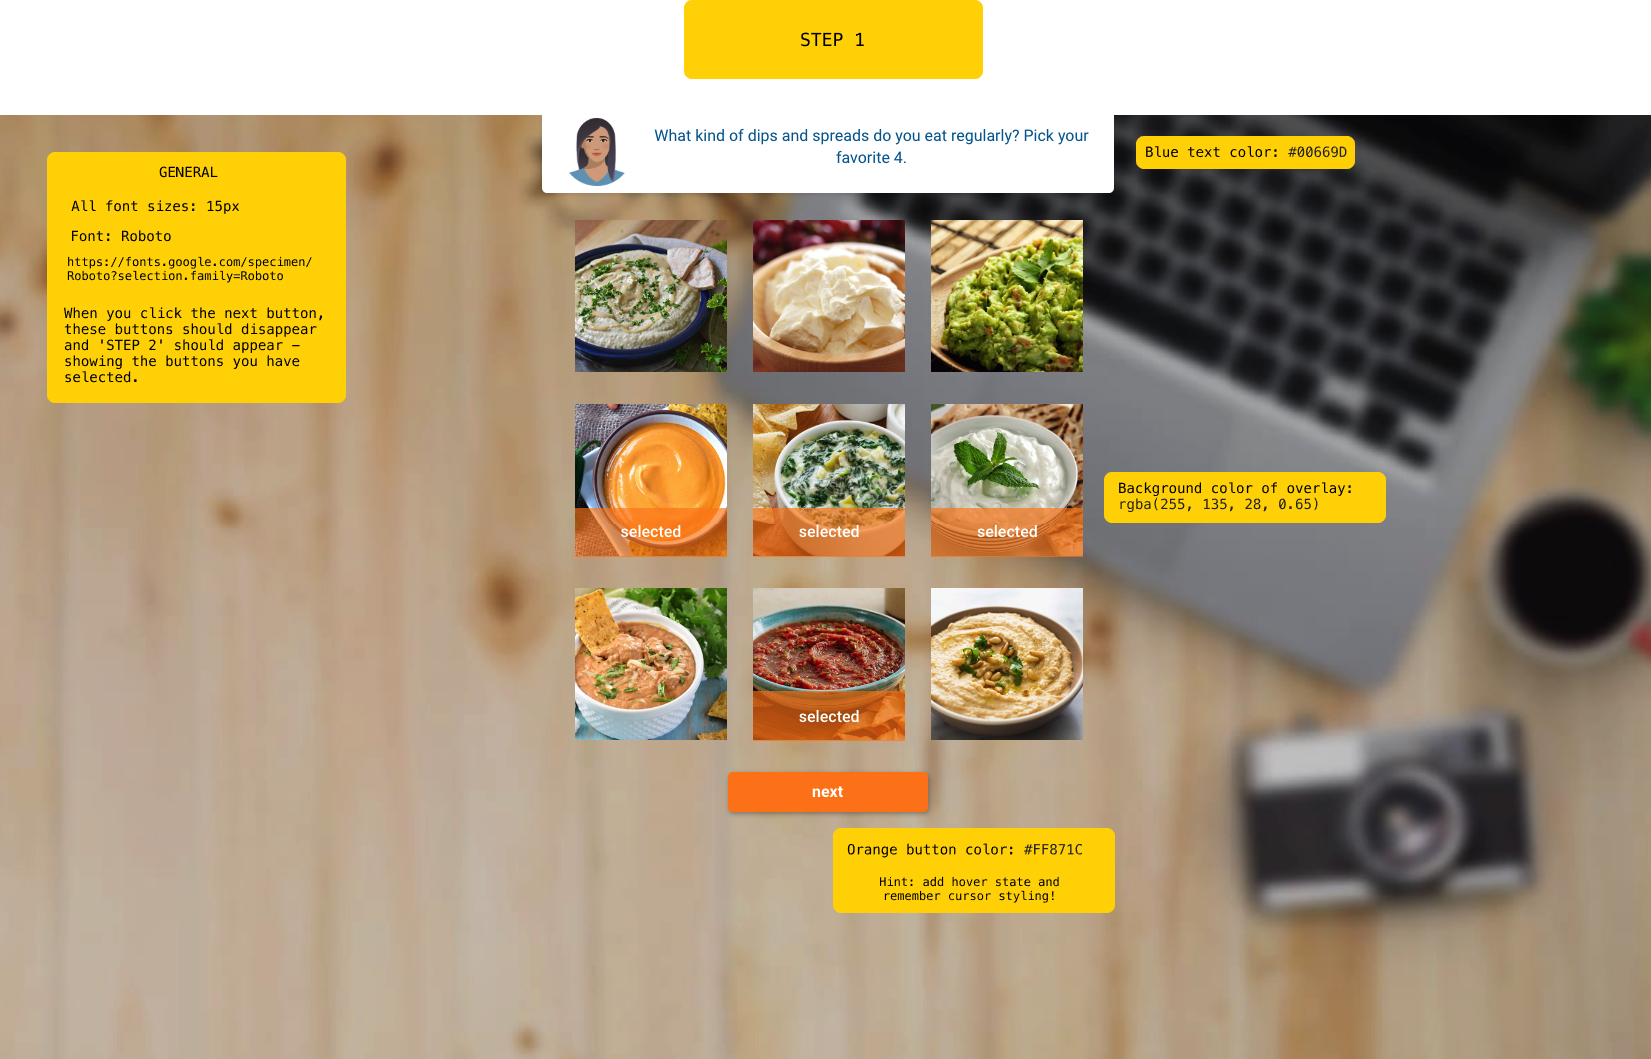 STEP 1
What kind of dips and spreads do you eat regularly? Pick your
favorite 4.
Blue text color: #00669D
GENERAL
All font sizes: 15px
Font: Roboto
https://fonts.google.com/specimen/
Roboto?selection.family=Roboto
When you click the next button,
these buttons should disappear
and 'STEP 2' should appear –
showing the buttons you have
selected.
Background color of overlay:
rgba(255, 135, 28, 0.65)
selected
selected
selected
selected
next
Orange button color: #FF871C
Hint: add hover state and
remember cursor styling!